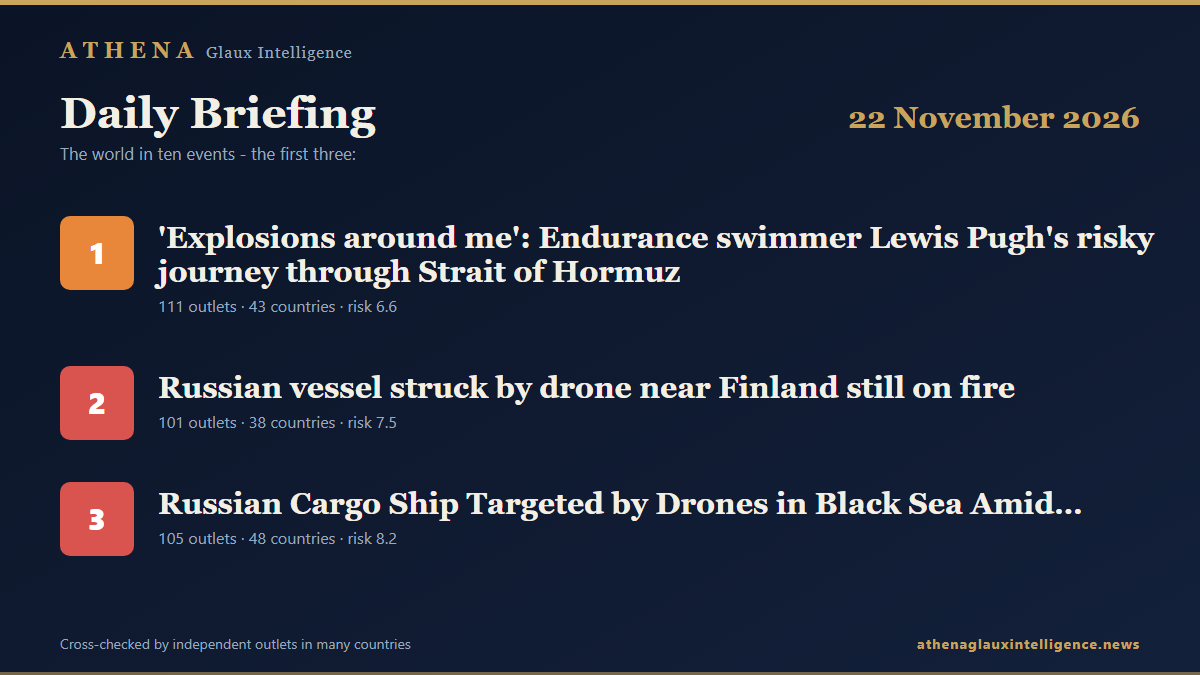 ATHENA Glaux Intelligence
Daily Briefing
22 November 2026
The world in ten events - the first three:
1
'Explosions around me': Endurance swimmer Lewis Pugh's risky
journey through Strait of Hormuz
111 outlets · 43 countries · risk 6.6
2
Russian vessel struck by drone near Finland still on fire
101 outlets · 38 countries · risk 7.5
3
Russian Cargo Ship Targeted by Drones in Black Sea Amid...
105 outlets · 48 countries · risk 8.2
Cross-checked by independent outlets in many countries
athenaglauxintelligence.news